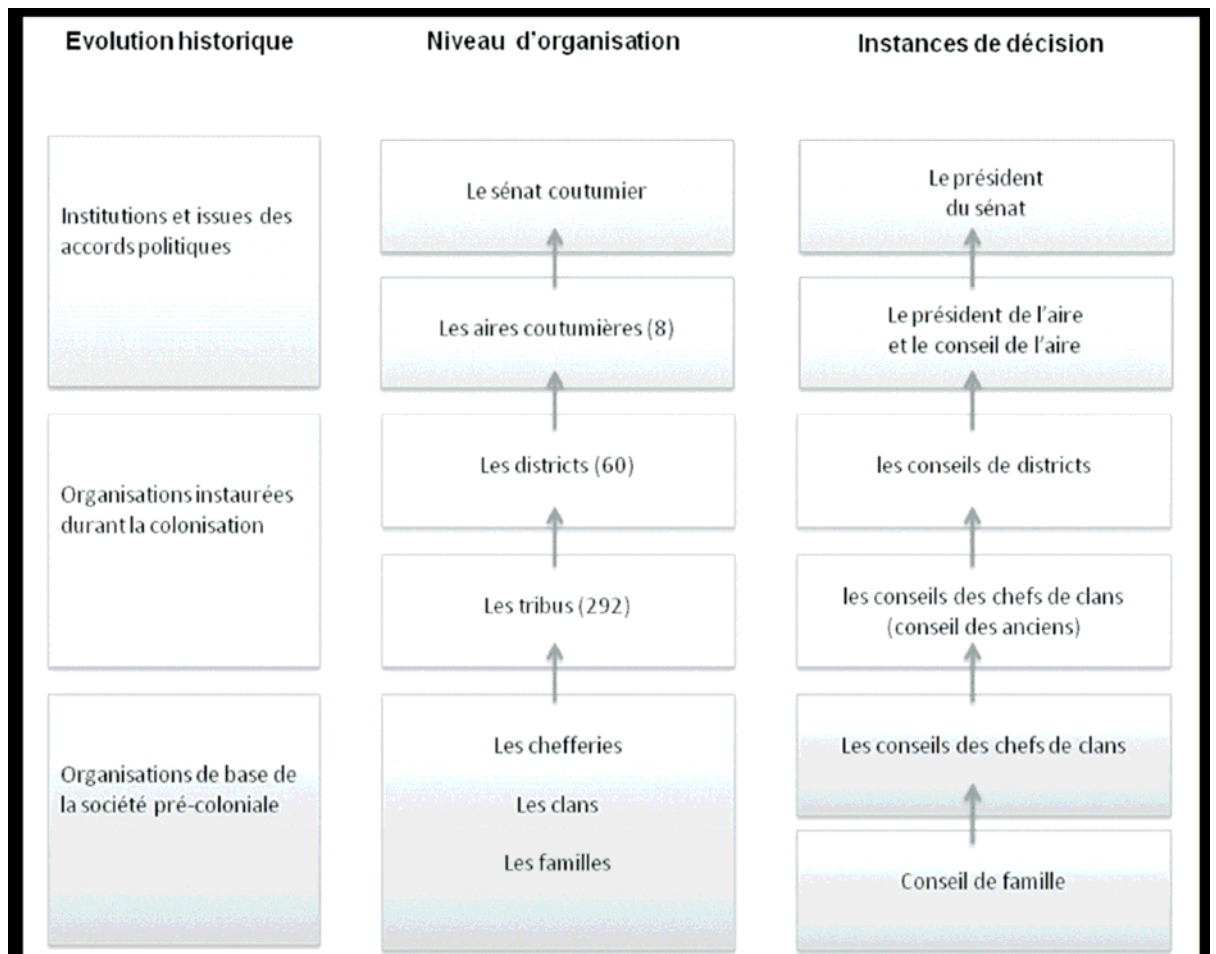 Evolution historique
Niveau d'organisation
Instances de décision
Institutions et issues des
accords politiques
Le sénat coutumier
Le président
du sénat
Les aires coutumières (8)
Le président de l'aire
et le conseil de l'aire
Organisations instaurées
durant la colonisation
Les districts (60)
les conseils de districts
Les tribus (292)
les conseils des chefs de clans
(conseil des anciens)
Organisations de base de
la société pré-coloniale
Les chefferies
Les clans
Les familles
Les conseils des chefs de clans
Conseil de famille